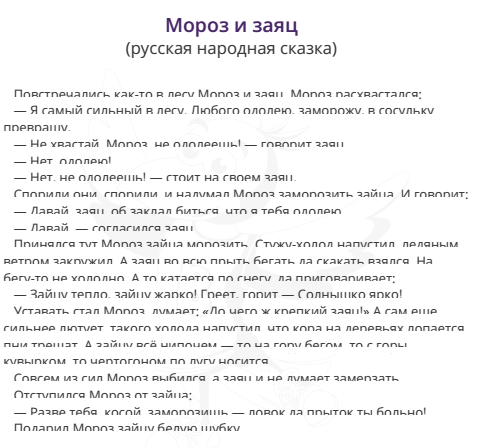 Мороз и заяц
(русская народная сказка)
Повстречались как-то в лесу Мороз и заяц. Мороз расхвастался:
— Я самый сильный в лесу. Любого одолею, заморожу, в сосульку
превращу.
— Не хвастай, Мороз, не одолеешь! — говорит заяц.
— Нет, одолею!
— Нет, не одолеешь! — стоит на своем заяц.
Спорили они, спорили, и надумал Мороз заморозить зайца. И говорит:
— Давай, заяц, об заклад биться, что я тебя одолею.
— Давай, — согласился заяц.
Принялся тут Мороз зайца морозить. Стужу-холод напустил, ледяным
ветром закружил. А заяц во всю прыть бегать да скакать взялся. На
бегу-то не холодно. А то катается по снегу, да приговаривает:
— Зайцу тепло, зайцу жарко! Греет, горит — Солнышко ярко!
Уставать стал Мороз, думает: «До чего ж крепкий заяц!» А сам еще
сильнее лютует, такого холода напустил, что кора на деревьях лопается,
пни трещат. А зайцу всё нипочем — то на гору бегом, то с горы
кувырком, то чертогоном по лугу носится.
Совсем из сил Мороз выбился, а заяц и не думает замерзать.
Отступился Мороз от зайца:
— Разве тебя, косой, заморозишь — ловок да прыток ты больно!
Подарил Мороз зайцу белую шубку.